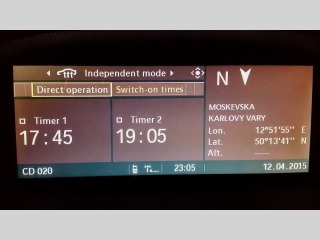 Independent mode
Direct operation Switch-on times
Timer 1 Timer 2
17:45 19:05
N
MOSKEVSKA
KARLOVY VARY
Lon. 12°51'55" E
Lat. 50°13'41" N
Alt. -----
CD 020 23:05 12.04.2015